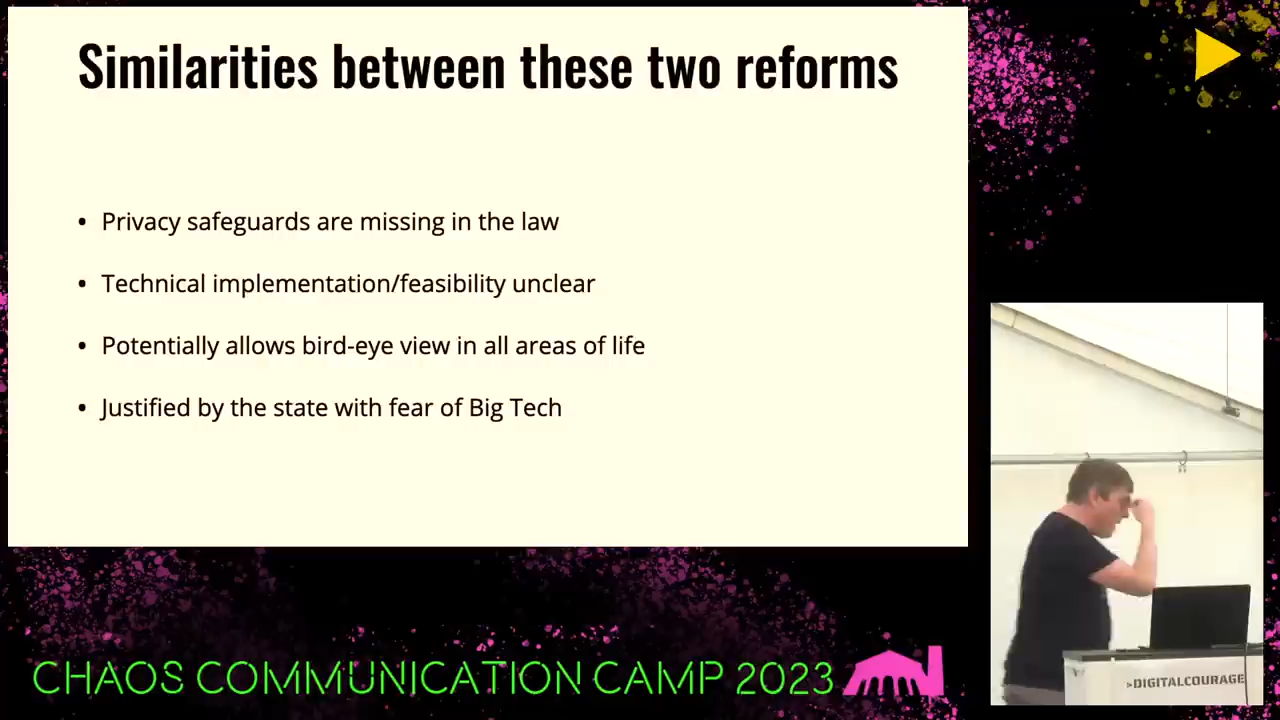 Similarities between these two reforms
• Privacy safeguards are missing in the law
• Technical implementation/feasibility unclear
• Potentially allows bird-eye view in all areas of life
• Justified by the state with fear of Big Tech
>DIGITALCOURAGE
CHAOS COMMUNICATION CAMP 2023